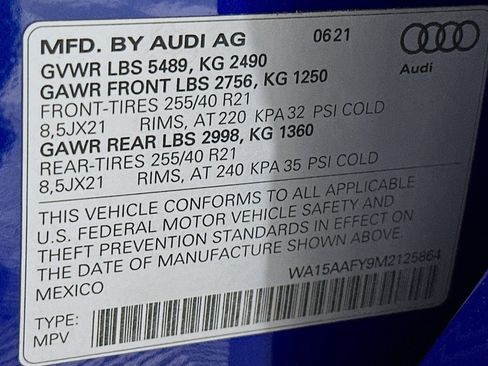 MFD. BY AUDI AG 0621
GVWR LBS 5489, KG 2490
GAWR FRONT LBS 2756, KG 1250
FRONT-TIRES 255/40 R21
8,5JX21 RIMS, AT 220 KPA 32 PSI COLD
GAWR REAR LBS 2998, KG 1360
REAR-TIRES 255/40 R21
8,5JX21 RIMS, AT 240 KPA 35 PSI COLD
Audi
THIS VEHICLE CONFORMS TO ALL APPLICABLE
U.S. FEDERAL MOTOR VEHICLE SAFETY AND
THEFT PREVENTION STANDARDS IN EFFECT ON
THE DATE OF MANUFACTURE SHOWN ABOVE.
MEXICO WA15AAFY9M2125864
TYPE:
MPV